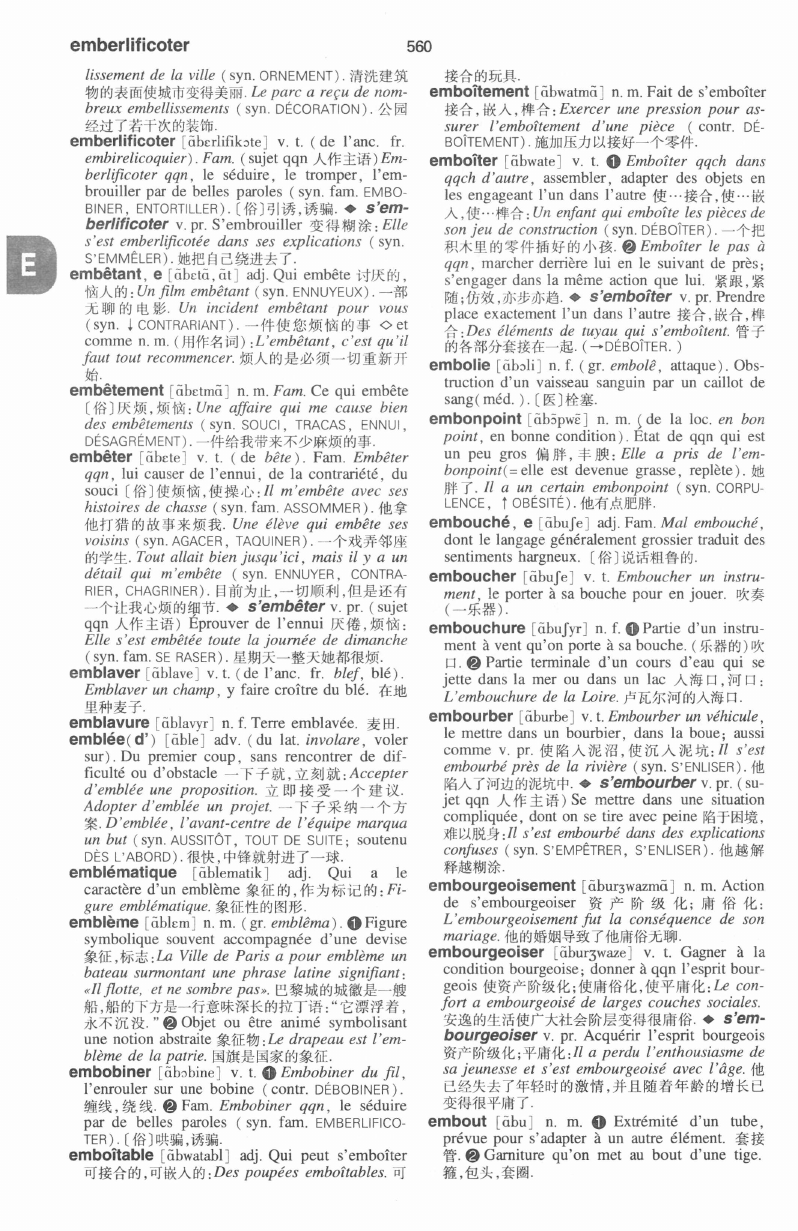 emberlificoter
560
lissement de la ville ( syn. ORNEMENT) . 清洗建筑
物的表面使城市变得美丽. Le parc a reçu de nom-
breux embellissements ( syn. DÉCORATION) . 公园
经过了若干次的装饰.
emberlificoter [ɑ̃bɛrlifikɔte] v. t. ( de l'anc. fr.
embirelicoquier) . Fam. (sujet qqn 人作主语) Em-
berlificoter qqn, le séduire, le tromper, l'em-
brouiller par de belles paroles ( syn. fam. EMBO-
BINER, ENTORTILLER) . 〔俗〕引诱,诱骗. ◆ s'em-
berlificoter v. pr. S'embrouiller 变得糊涂: Elle
s'est emberlificotée dans ses explications ( syn.
S'EMMÊLER) . 她把自己绕进去了.
E
embêtant, e [ɑ̃bɛtɑ̃, ɑ̃t] adj. Qui embête 讨厌的,
恼人的: Un film embêtant ( syn. ENNUYEUX) . 一部
无聊的电影. Un incident embêtant pour vous
(syn. ↓CONTRARIANT) . 一件使您烦恼的事 ◇et
comme n. m. (用作名词) : L'embêtant, c'est qu'il
faut tout recommencer. 烦人的是必须一切重新开
始.
embêtement [ɑ̃bɛtmɑ̃] n. m. Fam. Ce qui embête
〔俗〕厌烦,烦恼: Une affaire qui me cause bien
des embêtements ( syn. SOUCI, TRACAS, ENNUI,
DÉSAGRÉMENT) . 一件给我带来不少麻烦的事.
embêter [ɑ̃bete] v. t. ( de bête) . Fam. Embêter
qqn, lui causer de l'ennui, de la contrariété, du
souci 〔俗〕使烦恼,使操心: Il m'embête avec ses
histoires de chasse ( syn. fam. ASSOMMER) . 他拿
他打猎的故事来烦我. Une élève qui embête ses
voisins ( syn. AGACER, TAQUINER) . 一个戏弄邻座
的学生. Tout allait bien jusqu'ici, mais il y a un
détail qui m'embête ( syn. ENNUYER, CONTRA-
RIER, CHAGRINER) . 目前为止,一切顺利,但是还有
一个让我心烦的细节. ◆ s'embêter v. pr. ( sujet
qqn 人作主语) Éprouver de l'ennui 厌倦,烦恼:
Elle s'est embêtée toute la journée de dimanche
( syn. fam. SE RASER) . 星期天一整天她都很烦.
emblaver [ɑ̃blave] v. t. ( de l'anc. fr. blef, blé) .
Emblaver un champ, y faire croître du blé. 在地
里种麦子.
emblavure [ɑ̃blavyr] n. f. Terre emblavée. 麦田.
emblée(d') [ɑ̃ble] adv. ( du lat. involare, voler
sur) . Du premier coup, sans rencontrer de dif-
ficulté ou d'obstacle 一下子就,立刻就: Accepter
d'emblée une proposition. 立即接受一个建议.
Adopter d'emblée un projet. 一下子采纳一个方
案. D'emblée, l'avant-centre de l'équipe marqua
un but ( syn. AUSSITÔT, TOUT DE SUITE; soutenu
DÈS L'ABORD) . 很快,中锋就射进了一球.
emblématique [ɑ̃blematik] adj. Qui a le
caractère d'un emblème 象征的,作为标记的: Fi-
gure emblématique. 象征性的图形.
emblème [ɑ̃blɛm] n. m. ( gr. emblêma) . ❶ Figure
symbolique souvent accompagnée d'une devise
象征,标志: La Ville de Paris a pour emblème un
bateau surmontant une phrase latine signifiant:
«Il flotte, et ne sombre pas». 巴黎城的城徽是一艘
船,船的下方是一行意味深长的拉丁语:“它漂浮着,
永不沉没. ” ❷ Objet ou être animé symbolisant
une notion abstraite 象征物: Le drapeau est l'em-
blème de la patrie. 国旗是国家的象征.
embobiner [ɑ̃bɔbine] v. t. ❶ Embobiner du fil,
l'enrouler sur une bobine ( contr. DÉBOBINER) .
缠线,绕线. ❷ Fam. Embobiner qqn, le séduire
par de belles paroles ( syn. fam. EMBERLIFICO-
TER) . 〔俗〕哄骗,诱骗.
emboîtable [ɑ̃bwatabl] adj. Qui peut s'emboîter
可接合的,可嵌入的: Des poupées emboîtables. 可
接合的玩具.
emboîtement [ɑ̃bwatmɑ̃] n. m. Fait de s'emboîter
接合,嵌入,榫合: Exercer une pression pour as-
surer l'emboîtement d'une pièce ( contr. DÉ-
BOÎTEMENT) . 施加压力以接好一个零件.
emboîter [ɑ̃bwate] v. t. ❶ Emboîter qqch dans
qqch d'autre, assembler, adapter des objets en
les engageant l'un dans l'autre 使…接合,使…嵌
入,使…榫合: Un enfant qui emboîte les pièces de
son jeu de construction ( syn. DÉBOÎTER) . 一个把
积木里的零件插好的小孩. ❷ Emboîter le pas à
qqn, marcher derrière lui en le suivant de près;
s'engager dans la même action que lui. 紧跟,紧
随;仿效,亦步亦趋. ◆ s'emboîter v. pr. Prendre
place exactement l'un dans l'autre 接合,嵌合,榫
合: Des éléments de tuyau qui s'emboîtent. 管子
的各部分套接在一起. (→DÉBOÎTER. )
embolie [ɑ̃bɔli] n. f. ( gr. embolê, attaque) . Obs-
truction d'un vaisseau sanguin par un caillot de
sang( méd. ) . 〔医〕栓塞.
embonpoint [ɑ̃bɔ̃pwɛ̃] n. m. ( de la loc. en bon
point, en bonne condition) . État de qqn qui est
un peu gros 偏胖,丰腴: Elle a pris de l'em-
bonpoint( = elle est devenue grasse, replète) . 她
胖了. Il a un certain embonpoint ( syn. CORPU-
LENCE, ↑OBÉSITÉ) . 他有点肥胖.
embouché, e [ɑ̃buʃe] adj. Fam. Mal embouché,
dont le langage généralement grossier traduit des
sentiments hargneux. 〔俗〕说话粗鲁的.
emboucher [ɑ̃buʃe] v. t. Emboucher un instru-
ment, le porter à sa bouche pour en jouer. 吹奏
(一乐器) .
embouchure [ɑ̃buʃyr] n. f. ❶ Partie d'un instru-
ment à vent qu'on porte à sa bouche. (乐器的)吹
口. ❷ Partie terminale d'un cours d'eau qui se
jette dans la mer ou dans un lac 入海口,河口:
L'embouchure de la Loire. 卢瓦尔河的入海口.
embourber [ɑ̃burbe] v. t. Embourber un véhicule,
le mettre dans un bourbier, dans la boue; aussi
comme v. pr. 使陷入泥沼,使沉入泥坑: Il s'est
embourbé près de la rivière ( syn. S'ENLISER) . 他
陷入了河边的泥坑中. ◆ s'embourber v. pr. ( su-
jet qqn 人作主语) Se mettre dans une situation
compliquée, dont on se tire avec peine 陷于困境,
难以脱身: Il s'est embourbé dans des explications
confuses ( syn. S'EMPÊTRER, S'ENLISER) . 他越解
释越糊涂.
embourgeoisement [ɑ̃burʒwazmɑ̃] n. m. Action
de s'embourgeoiser 资产阶级化; 庸俗化:
L'embourgeoisement fut la conséquence de son
mariage. 他的婚姻导致了他庸俗无聊.
embourgeoiser [ɑ̃burʒwaze] v. t. Gagner à la
condition bourgeoise; donner à qqn l'esprit bour-
geois 使资产阶级化;使庸俗化,使平庸化: Le con-
fort a embourgeoisé de larges couches sociales.
安逸的生活使广大社会阶层变得很庸俗. ◆ s'em-
bourgeoiser v. pr. Acquérir l'esprit bourgeois
资产阶级化;平庸化: Il a perdu l'enthousiasme de
sa jeunesse et s'est embourgeoisé avec l'âge. 他
已经失去了年轻时的激情,并且随着年龄的增长已
变得很平庸了.
embout [ɑ̃bu] n. m. ❶ Extrémité d'un tube,
prévue pour s'adapter à un autre élément. 套接
管. ❷ Garniture qu'on met au bout d'une tige.
箍,包头,套圈.